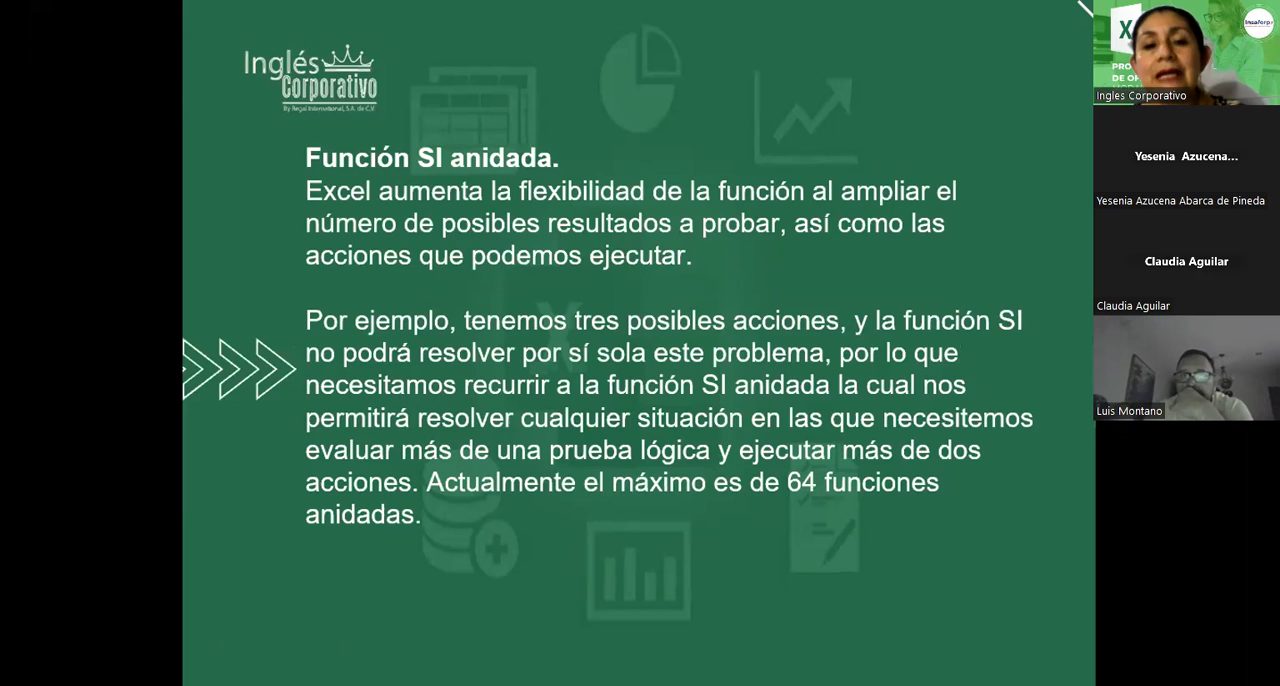 Inglés
Corporativo
By Regal International, S.A. de C.V.
Función SI anidada.
Excel aumenta la flexibilidad de la función al ampliar el
número de posibles resultados a probar, así como las
acciones que podemos ejecutar.
Por ejemplo, tenemos tres posibles acciones, y la función SI
no podrá resolver por sí sola este problema, por lo que
necesitamos recurrir a la función SI anidada la cual nos
permitirá resolver cualquier situación en las que necesitemos
evaluar más de una prueba lógica y ejecutar más de dos
acciones. Actualmente el máximo es de 64 funciones
anidadas.
X
Insaforp
Ingles Corporativo
Yesenia Azucena...
Yesenia Azucena Abarca de Pineda
Claudia Aguilar
Claudia Aguilar
Luis Montano